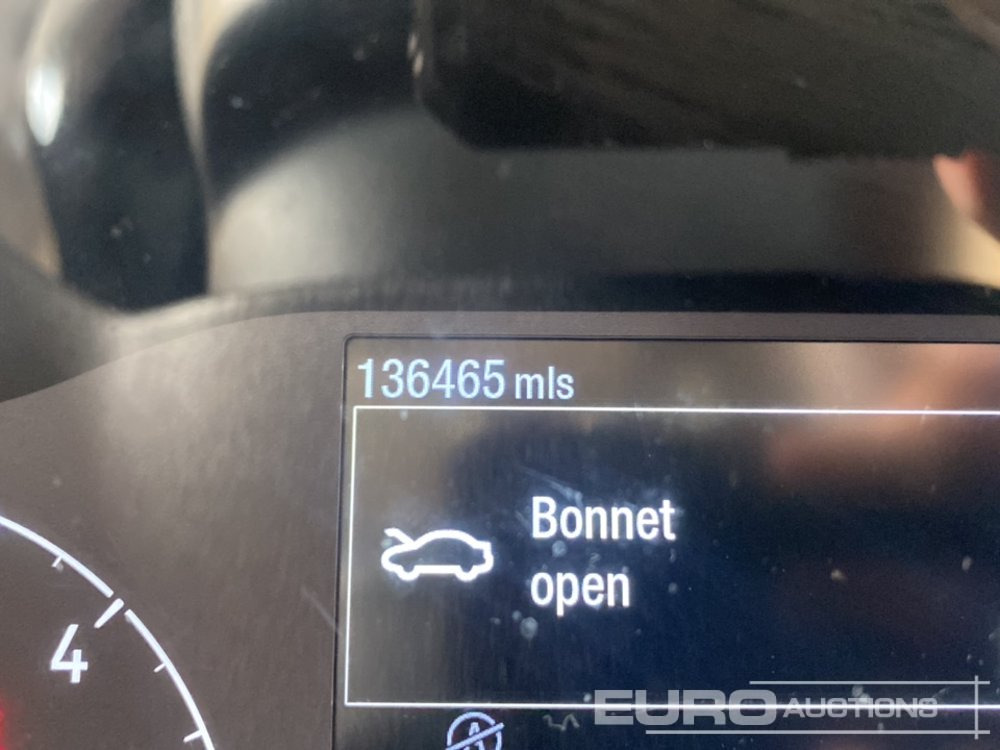 136465 mls
Bonnet
open
4
A
EURO AUCTIONS